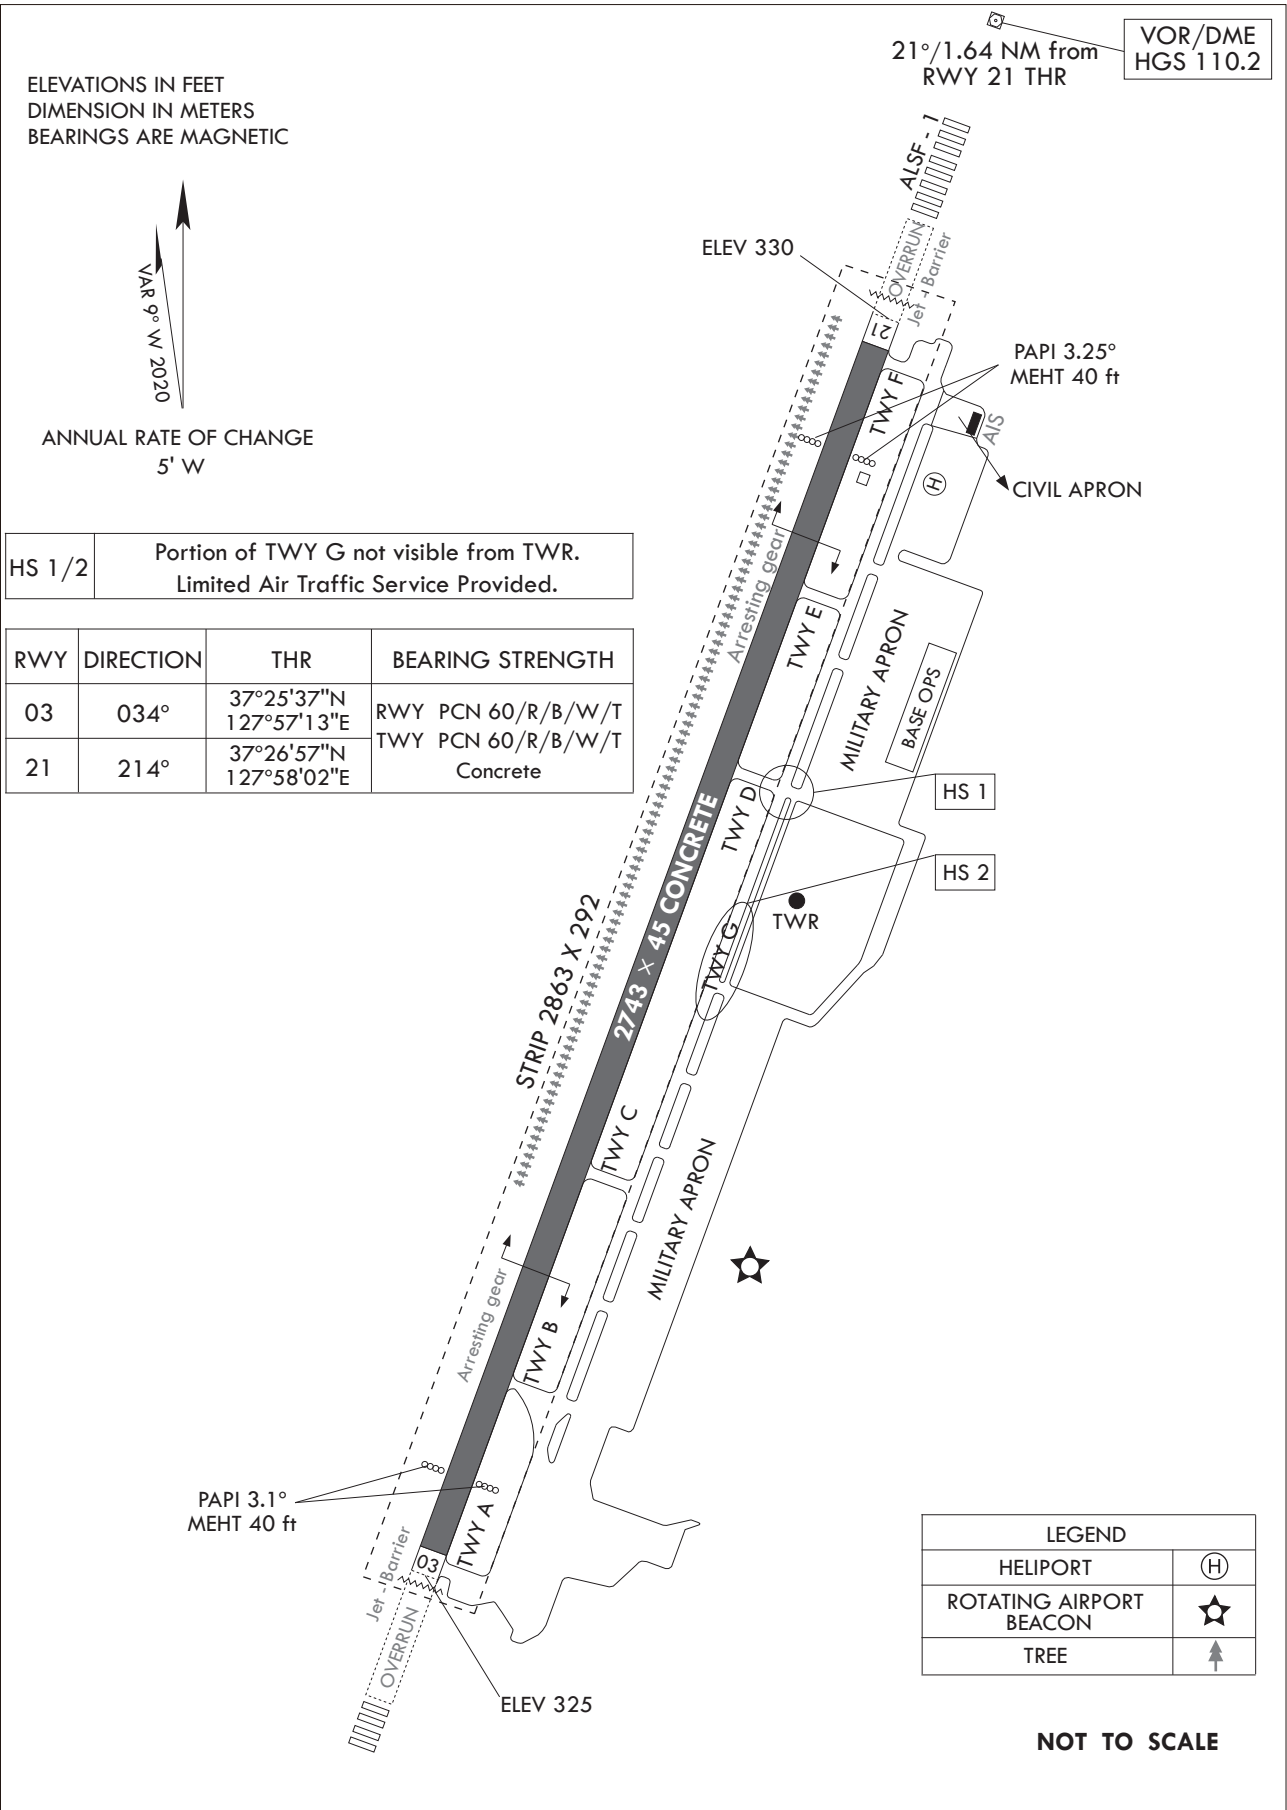 VOR/DME
HGS 110.2
21°/1.64 NM from
RWY 21 THR
ELEVATIONS IN FEET
DIMENSION IN METERS
BEARINGS ARE MAGNETIC
VAR 9° W 2020
ANNUAL RATE OF CHANGE
5' W
ALSF - 1
OVERRUN
Jet - Barrier
ELEV 330
21
PAPI 3.25°
MEHT 40 ft
TWY F
AIS
H
CIVIL APRON
HS 1/2
Portion of TWY G not visible from TWR.
Limited Air Traffic Service Provided.
RWY DIRECTION THR BEARING STRENGTH
03 034° 37°25'37"N
127°57'13"E
21 214° 37°26'57"N
127°58'02"E
RWY PCN 60/R/B/W/T
TWY PCN 60/R/B/W/T
Concrete
Arresting gear
TWY E
MILITARY APRON
BASE OPS
HS 1
TWY D
HS 2
TWR
TWY G
2743 × 45 CONCRETE
STRIP 2863 X 292
TWY C
MILITARY APRON
Arresting gear
TWY B
PAPI 3.1°
MEHT 40 ft
TWY A
03
Jet - Barrier
OVERRUN
ELEV 325
LEGEND
HELIPORT H
ROTATING AIRPORT
BEACON
TREE
NOT TO SCALE